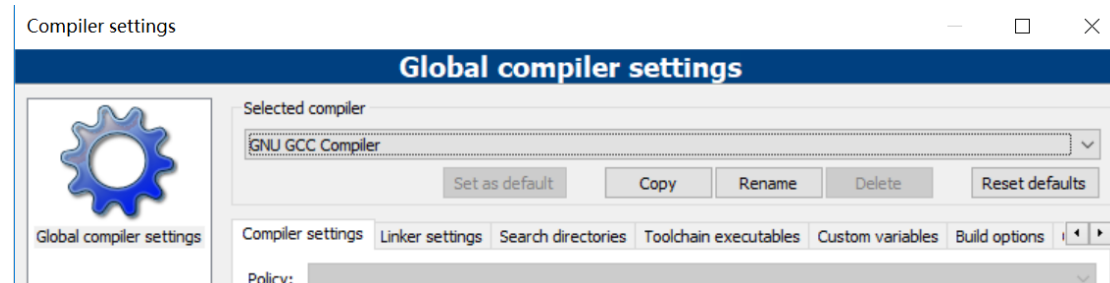 Compiler settings
Global compiler settings
Selected compiler
GNU GCC Compiler
Set as default Copy Rename Delete Reset defaults
Global compiler settings
Compiler settings Linker settings Search directories Toolchain executables Custom variables Build options
Policy: